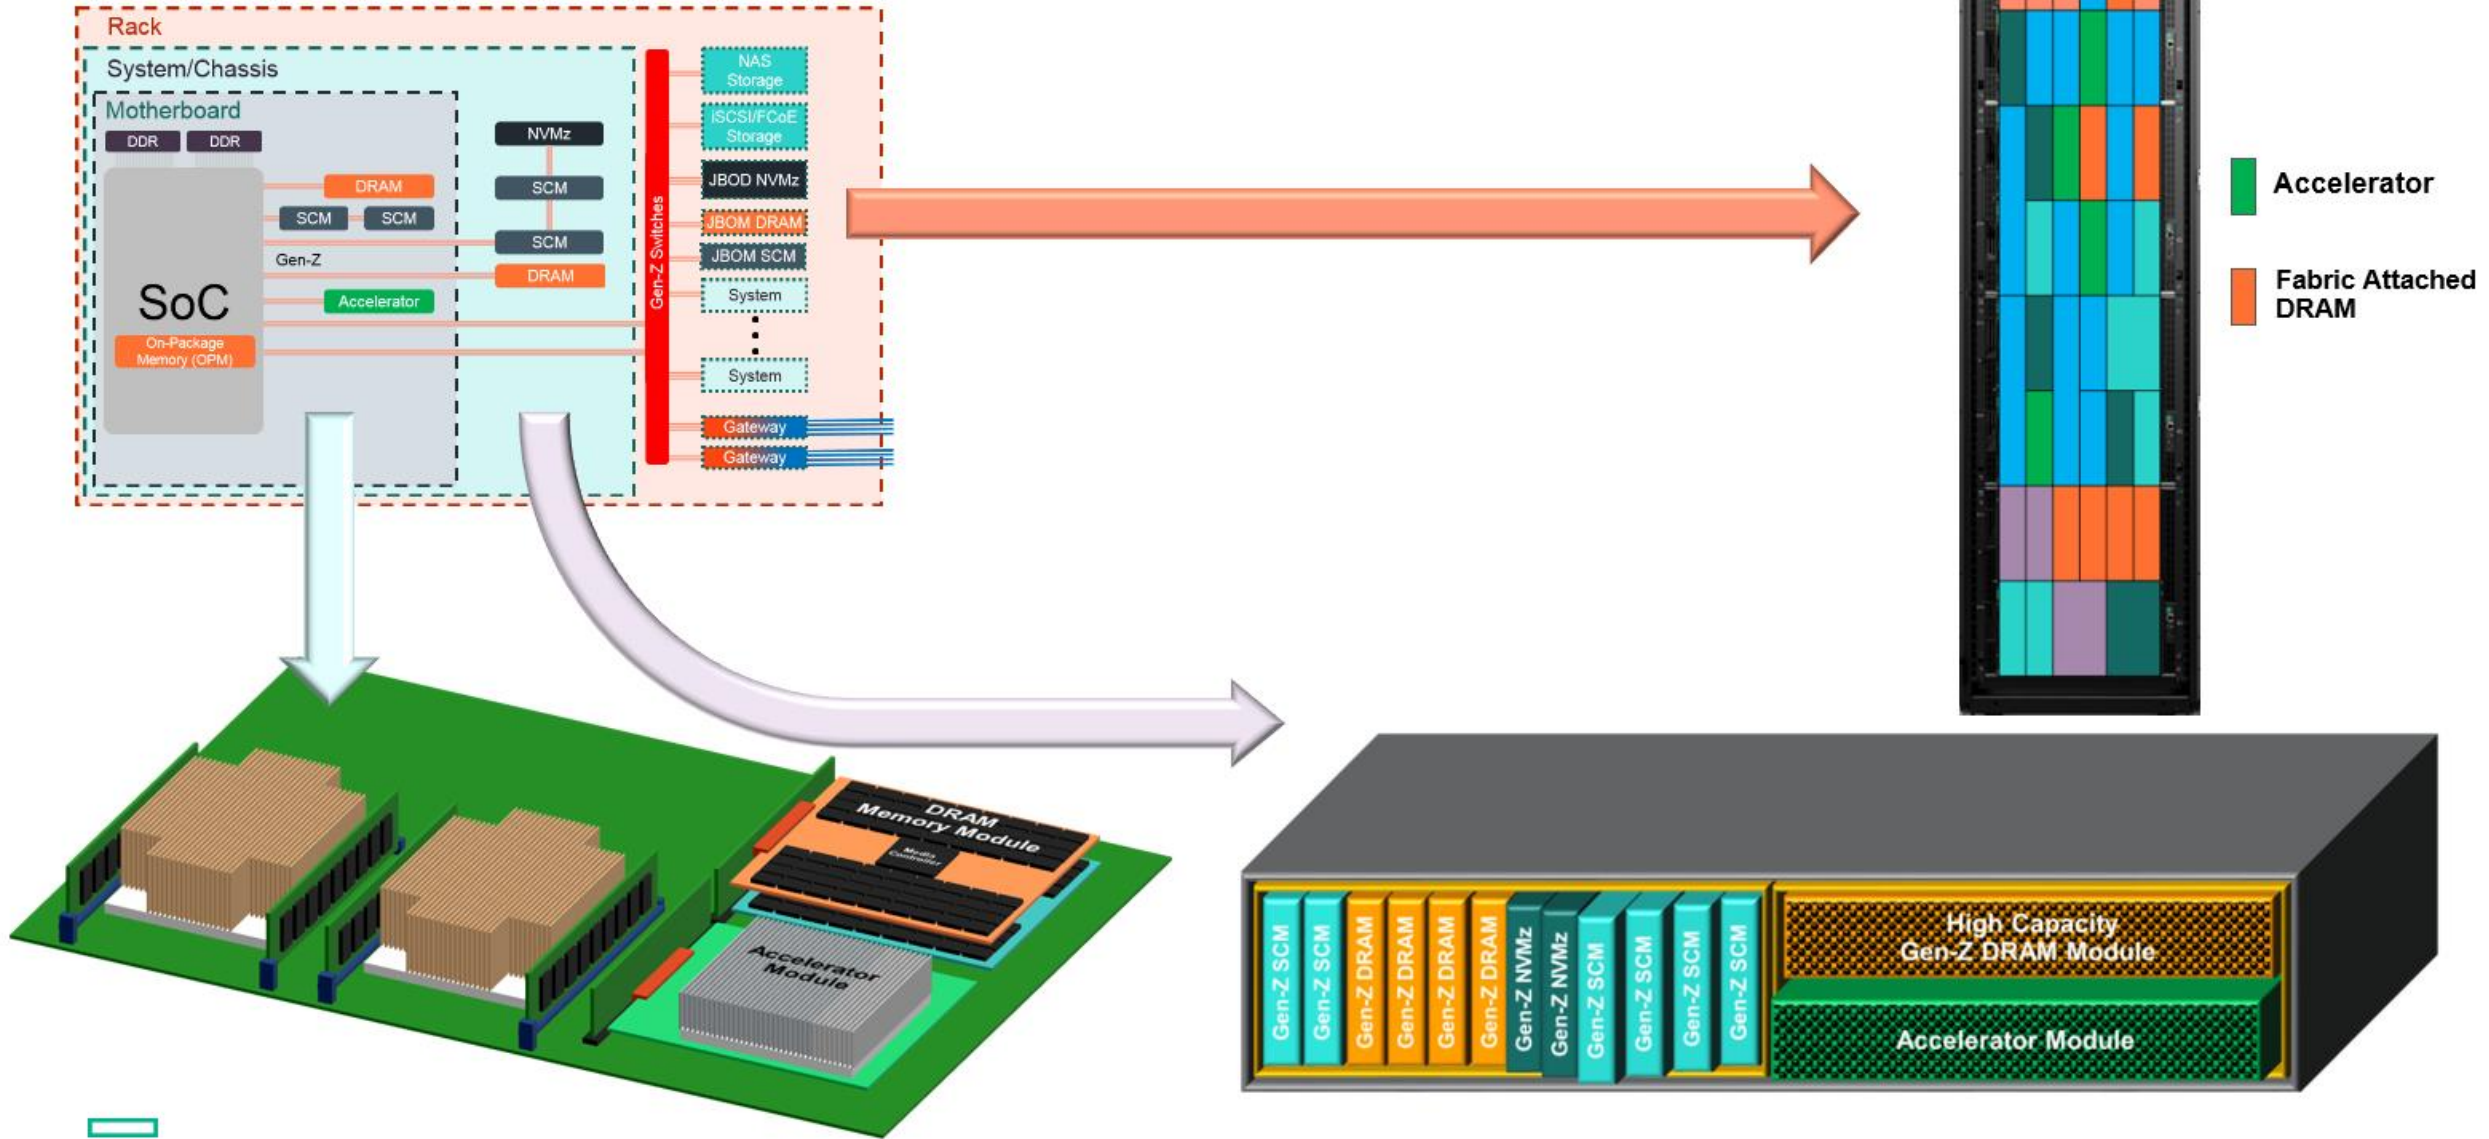 Rack
System/Chassis
Motherboard
DDR
DDR
DRAM
SCM
SCM
Gen-Z
Accelerator
SoC
On-Package
Memory (OPM)
NVMz
SCM
SCM
DRAM
Gen-Z Switches
NAS
Storage
iSCSI/FCoE
Storage
JBOD NVMz
JBOM DRAM
JBOM SCM
System
System
Gateway
Gateway
Accelerator
Fabric Attached
DRAM
DRAM
Memory Module
Media
Controller
Accelerator
Module
Gen-Z SCM
Gen-Z SCM
Gen-Z DRAM
Gen-Z DRAM
Gen-Z DRAM
Gen-Z DRAM
Gen-Z NVMz
Gen-Z NVMz
Gen-Z SCM
Gen-Z SCM
Gen-Z SCM
Gen-Z SCM
High Capacity
Gen-Z DRAM Module
Accelerator Module